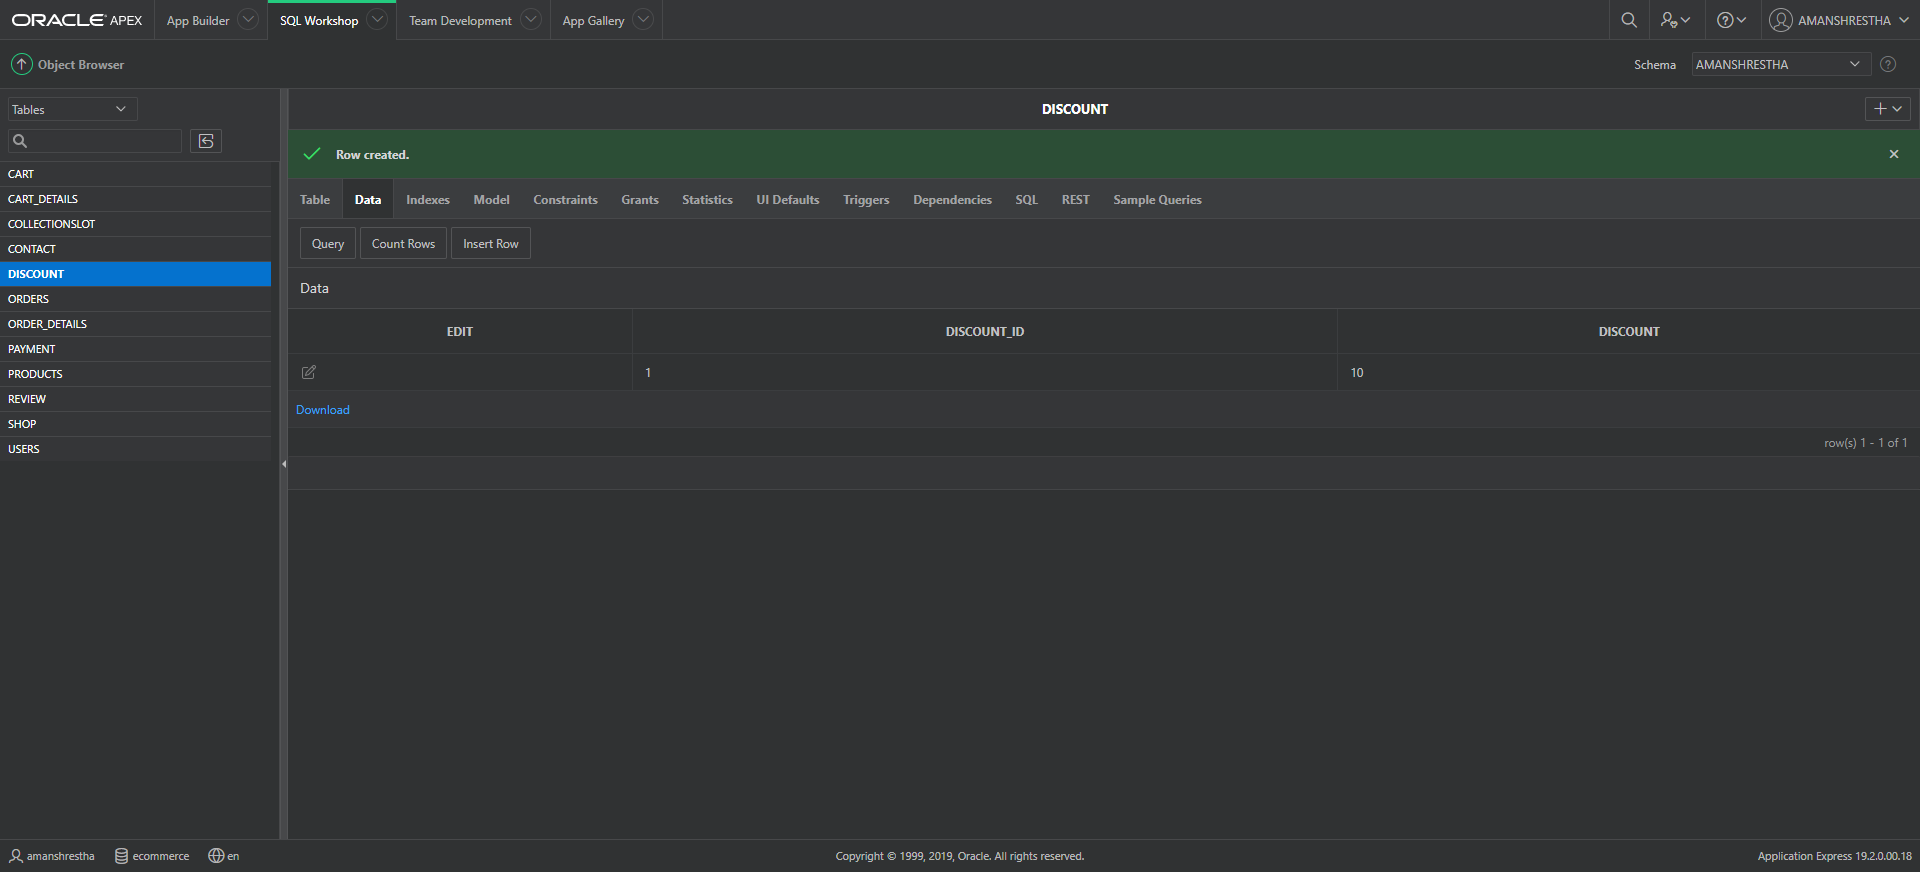 ORACLE APEX App Builder SQL Workshop Team Development App Gallery AMANSHRESTHA
Object Browser Schema AMANSHRESTHA
Tables
CART
CART_DETAILS
COLLECTIONSLOT
CONTACT
DISCOUNT
ORDERS
ORDER_DETAILS
PAYMENT
PRODUCTS
REVIEW
SHOP
USERS
DISCOUNT
Row created.
Table Data Indexes Model Constraints Grants Statistics UI Defaults Triggers Dependencies SQL REST Sample Queries
Query Count Rows Insert Row
Data
EDIT DISCOUNT_ID DISCOUNT
1 10
Download
row(s) 1 - 1 of 1
amanshrestha ecommerce en Copyright © 1999, 2019, Oracle. All rights reserved. Application Express 19.2.0.00.18